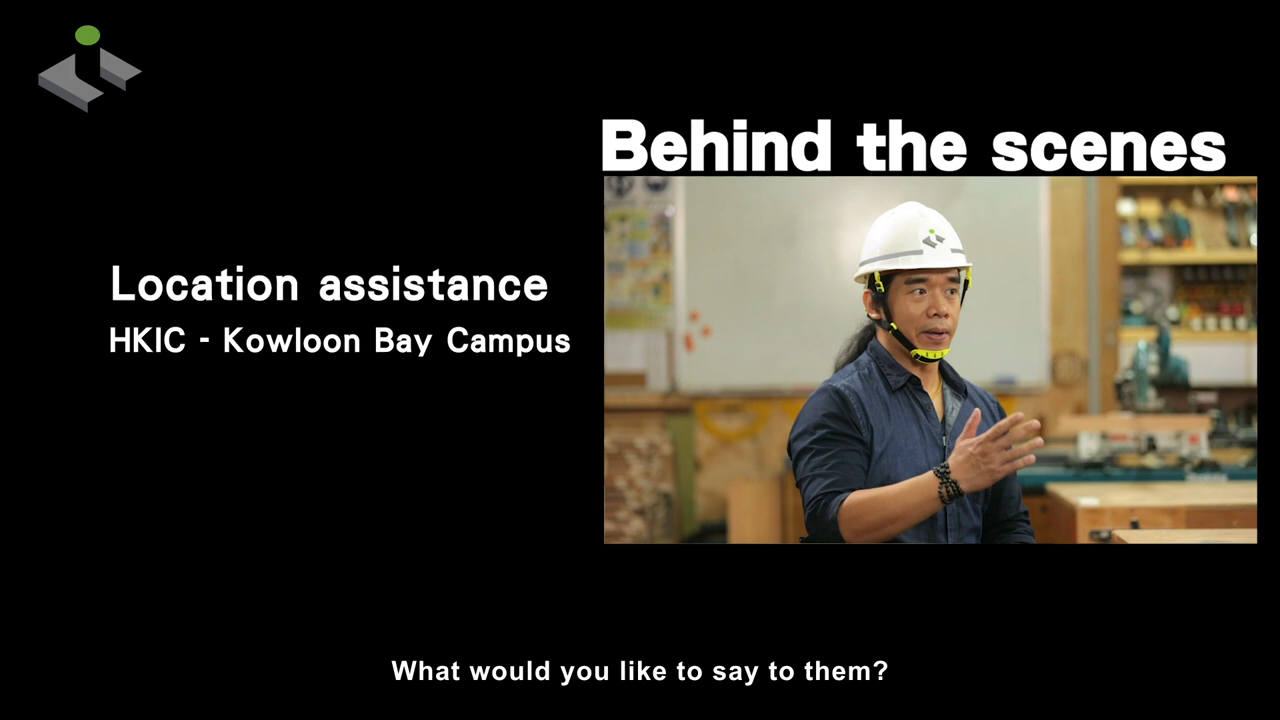 Behind the scenes
Location assistance
HKIC - Kowloon Bay Campus
What would you like to say to them?